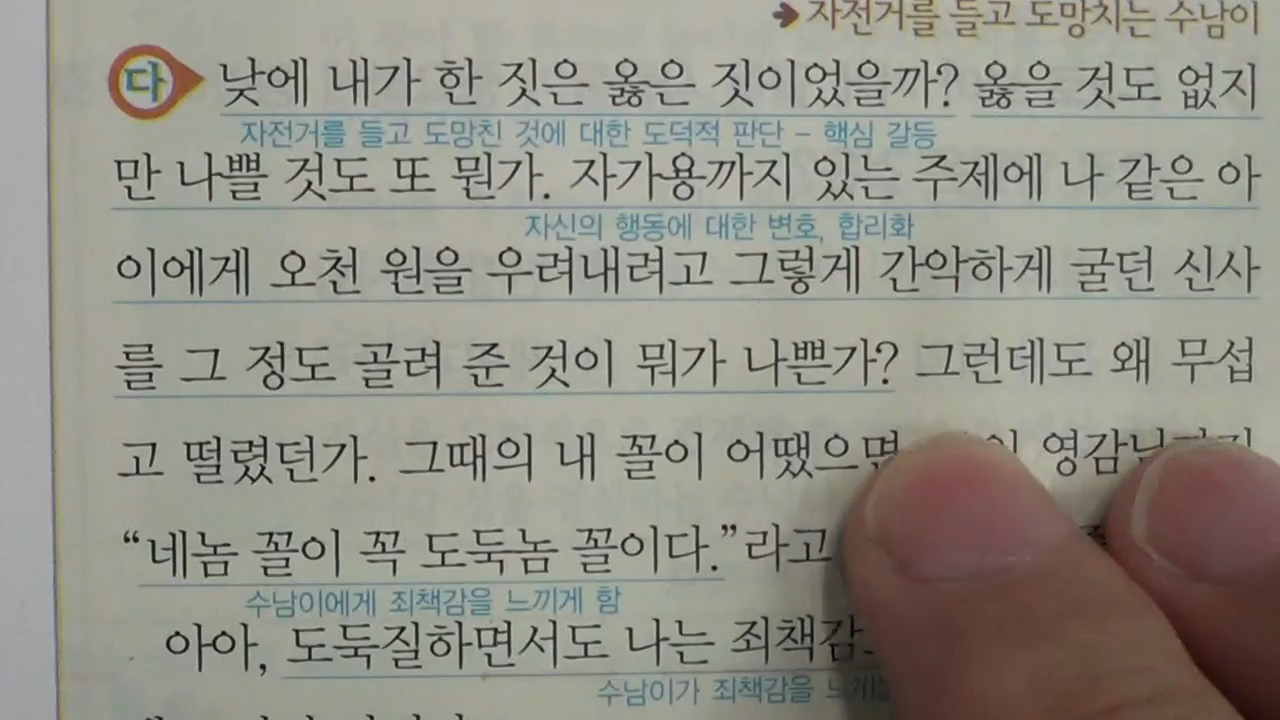 ➔ 자전거를 들고 도망치는 수남이
다 낮에 내가 한 짓은 옳은 짓이었을까? 옳을 것도 없지
자전거를 들고 도망친 것에 대한 도덕적 판단 – 핵심 갈등
만 나쁠 것도 또 뭔가. 자가용까지 있는 주제에 나 같은 아
자신의 행동에 대한 변호, 합리화
이에게 오천 원을 우려내려고 그렇게 간악하게 굴던 신사
를 그 정도 골려 준 것이 뭐가 나쁜가? 그런데도 왜 무섭
고 떨렸던가. 그때의 내 꼴이 어땠으면
“네놈 꼴이 꼭 도둑놈 꼴이다.”라고
수남이에게 죄책감을 느끼게 함
아아, 도둑질하면서도 나는 죄책감
수남이가 죄책감을